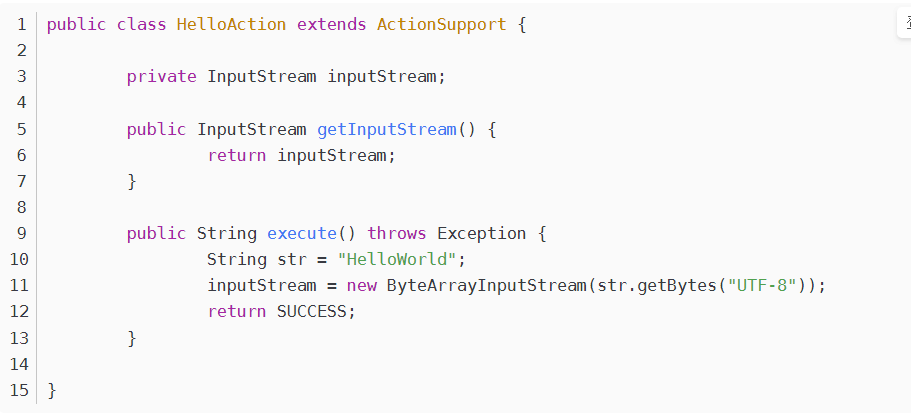 1 public class HelloAction extends ActionSupport {
2
3 private InputStream inputStream;
4
5 public InputStream getInputStream() {
6 return inputStream;
7 }
8
9 public String execute() throws Exception {
10 String str = "HelloWorld";
11 inputStream = new ByteArrayInputStream(str.getBytes("UTF-8"));
12 return SUCCESS;
13 }
14
15 }